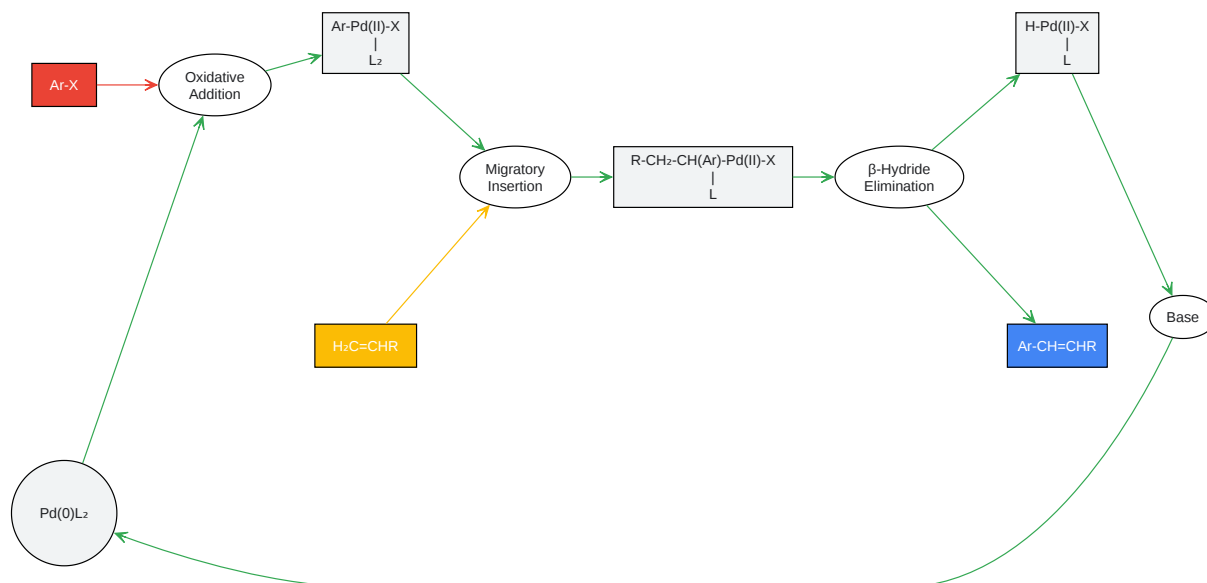 Ar-X
Oxidative
Addition
Ar-Pd(II)-X
|
L₂
Migratory
Insertion
H₂C=CHR
R-CH₂-CH(Ar)-Pd(II)-X
|
L
β-Hydride
Elimination
H-Pd(II)-X
|
L
Ar-CH=CHR
Base
Pd(0)L₂